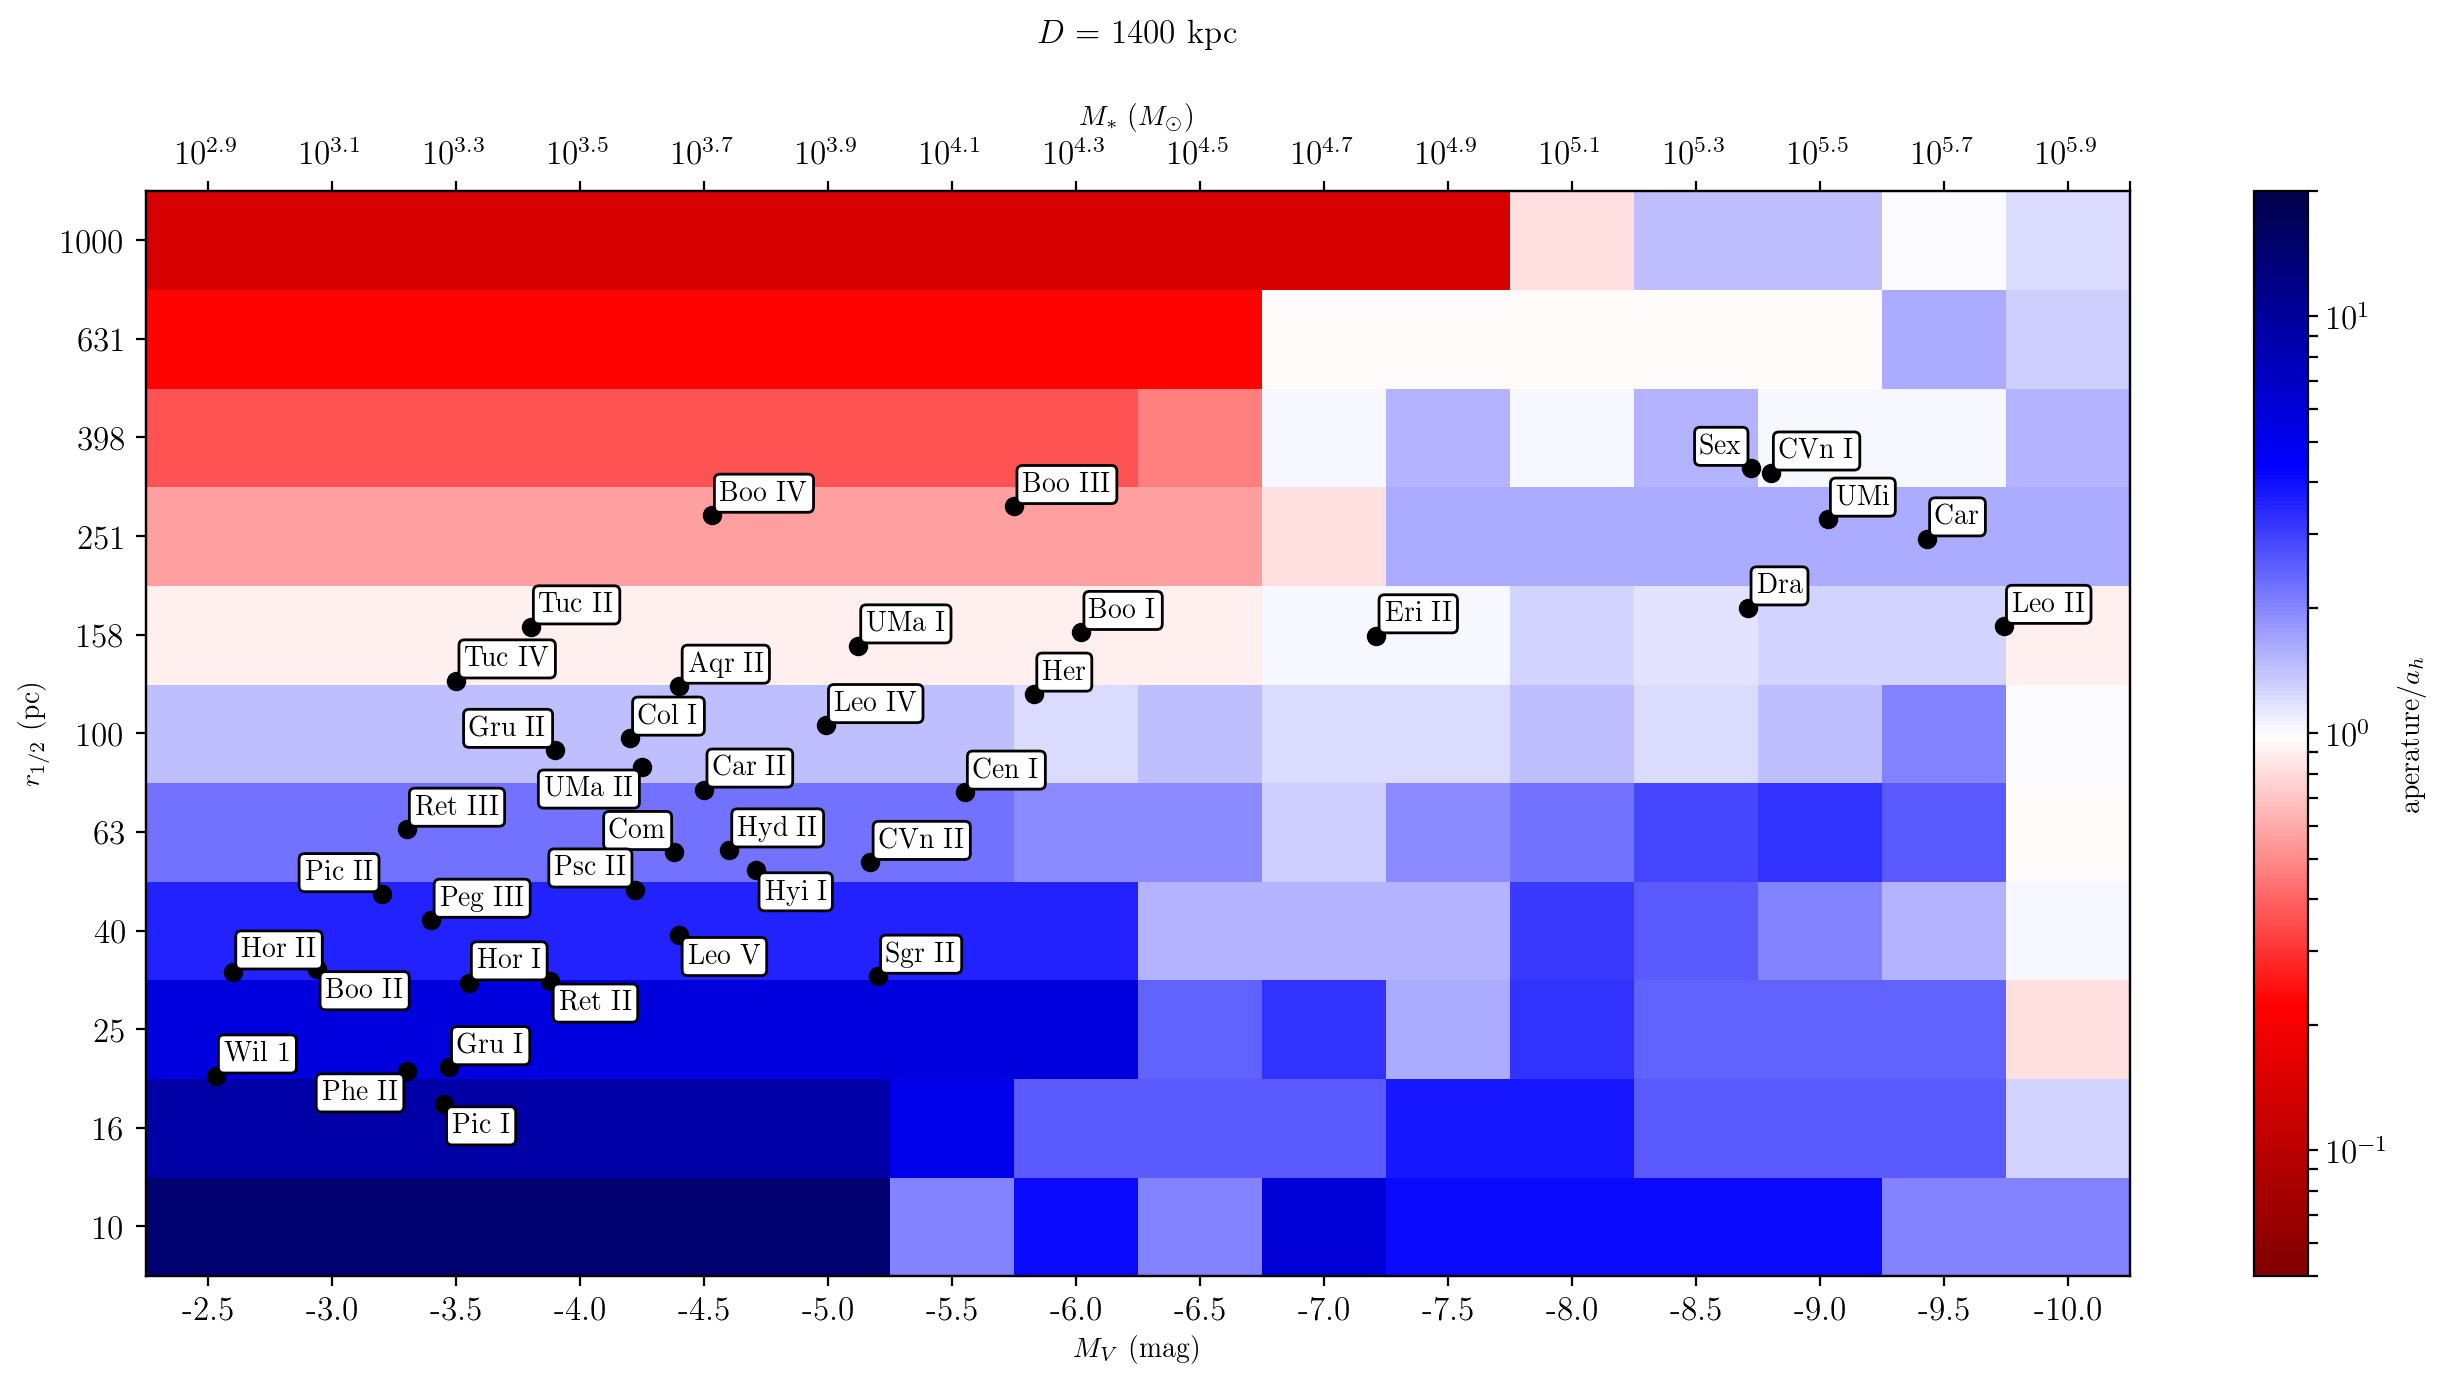 D = 1400 kpc
M* (M⊙)
10^2.9 10^3.1 10^3.3 10^3.5 10^3.7 10^3.9 10^4.1 10^4.3 10^4.5 10^4.7 10^4.9 10^5.1 10^5.3 10^5.5 10^5.7 10^5.9
1000
631
398
251
158
100
63
40
25
16
10
r1/2 (pc)
Sex
CVn I
Boo IV
Boo III
UMi
Car
Dra
Tuc II
UMa I
Boo I
Eri II
Leo II
Tuc IV
Aqr II
Her
Gru II
Col I
Leo IV
UMa II
Car II
Cen I
Ret III
Com
Hyd II
CVn II
Pic II
Psc II
Hyi I
Peg III
Hor II
Boo II
Hor I
Ret II
Leo V
Sgr II
Wil 1
Gru I
Phe II
Pic I
-2.5 -3.0 -3.5 -4.0 -4.5 -5.0 -5.5 -6.0 -6.5 -7.0 -7.5 -8.0 -8.5 -9.0 -9.5 -10.0
MV (mag)
10^1
10^0
10^-1
aperature/ah